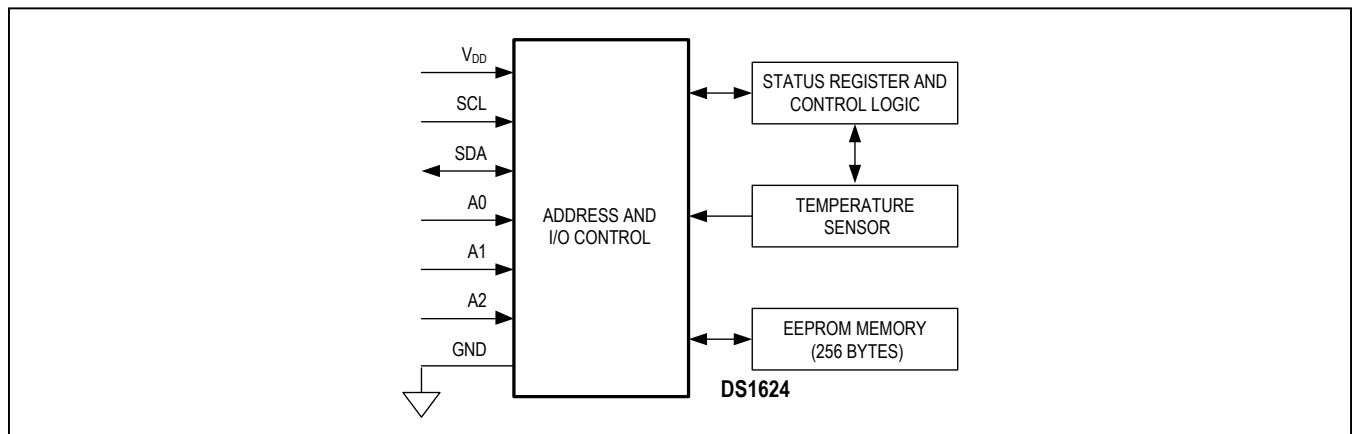 VDD
SCL
SDA
A0
A1
A2
GND
ADDRESS AND
I/O CONTROL
STATUS REGISTER AND
CONTROL LOGIC
TEMPERATURE
SENSOR
EEPROM MEMORY
(256 BYTES)
DS1624